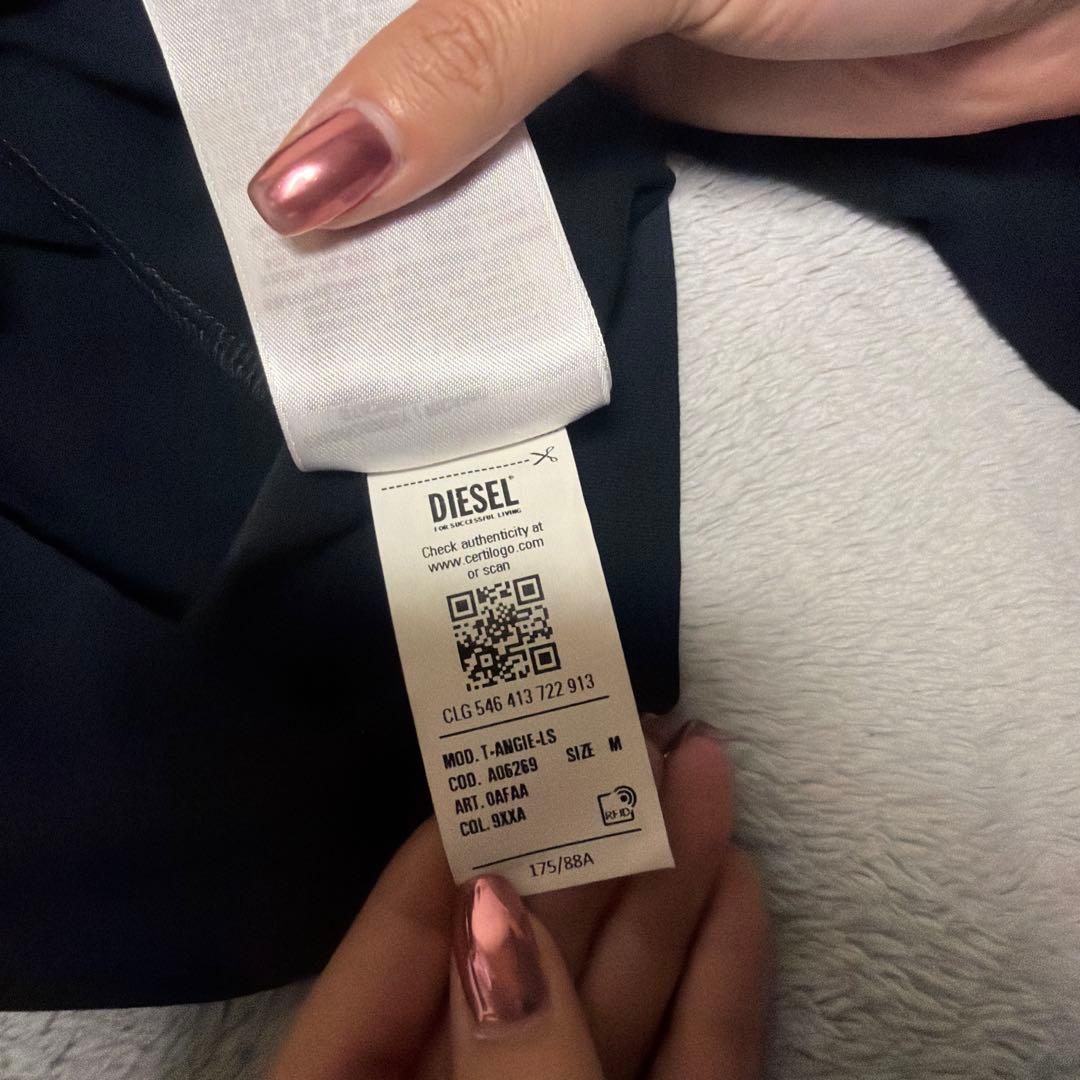 DIESEL
FOR SUCCESSFUL LIVING
Check authenticity at
www.certilogo.com
or scan
CLG 546 413 722 913
MOD. T-ANGIE-LS SIZE M
COD. A06269
ART. 0AFAA
COL. 9XXA
RFID
175/88A